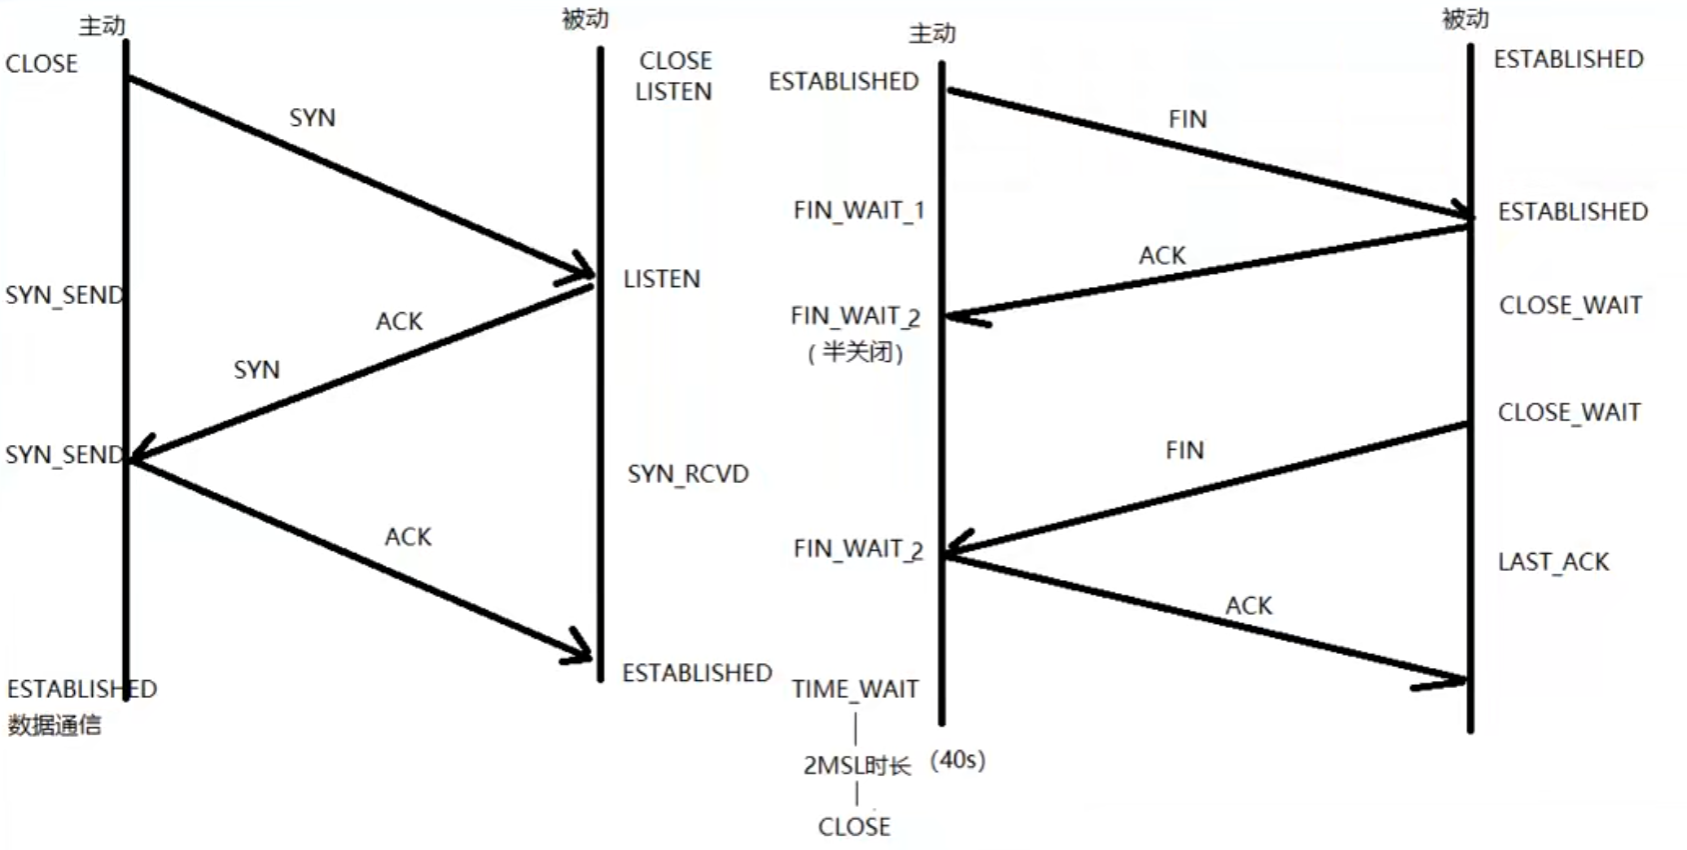 主动
被动
CLOSE
CLOSE
LISTEN
SYN
LISTEN
SYN_SEND
ACK
SYN
SYN_SEND
SYN_RCVD
ACK
ESTABLISHED
ESTABLISHED
数据通信
主动
被动
ESTABLISHED
ESTABLISHED
FIN
FIN_WAIT_1
ESTABLISHED
ACK
CLOSE_WAIT
FIN_WAIT_2
(半关闭)
CLOSE_WAIT
FIN
FIN_WAIT_2
LAST_ACK
ACK
TIME_WAIT
2MSL时长 (40s)
CLOSE